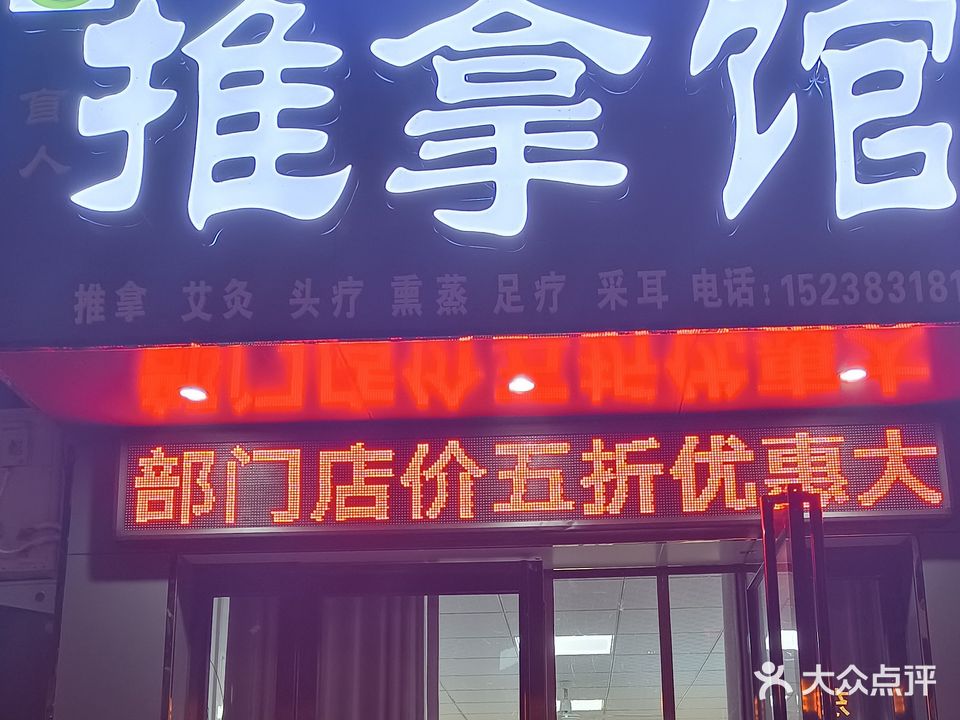 盲人
推拿馆
推拿 艾灸 头疗 熏蒸 足疗 采耳 电话:152383181
部门店价五折优惠大
大众点评